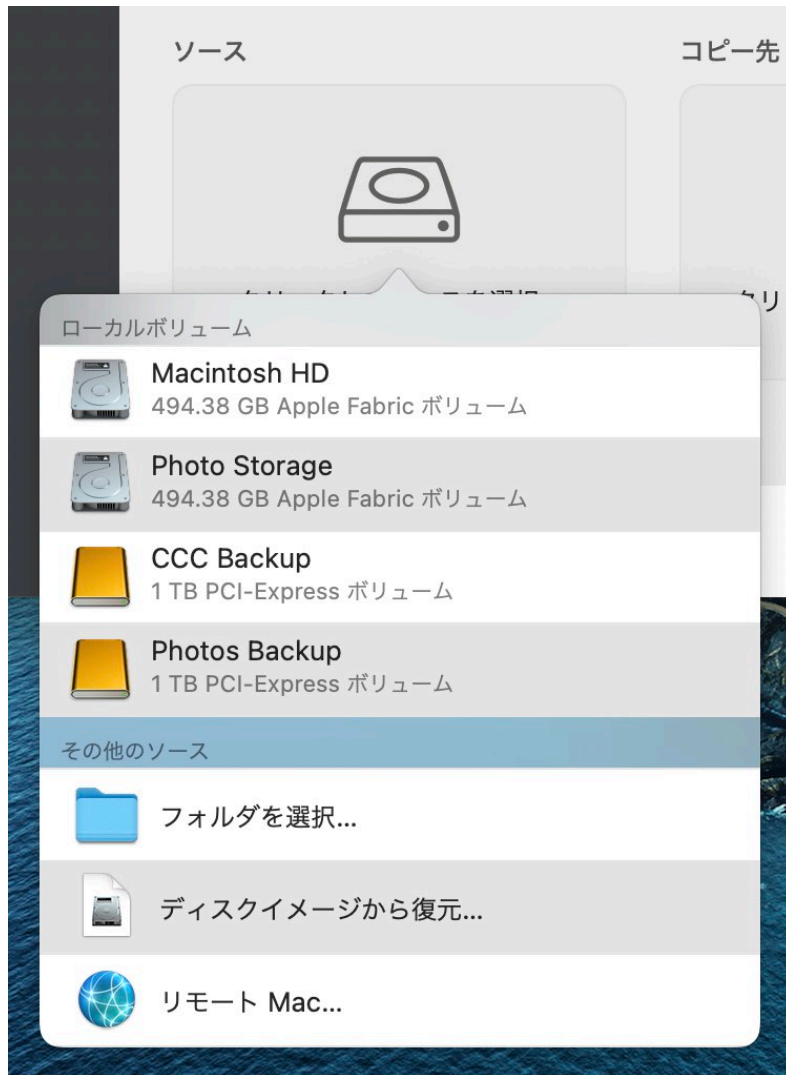 ソース
コピー先
ローカルボリューム
Macintosh HD
494.38 GB Apple Fabric ボリューム
Photo Storage
494.38 GB Apple Fabric ボリューム
CCC Backup
1 TB PCI-Express ボリューム
Photos Backup
1 TB PCI-Express ボリューム
その他のソース
フォルダを選択...
ディスクイメージから復元...
リモート Mac...